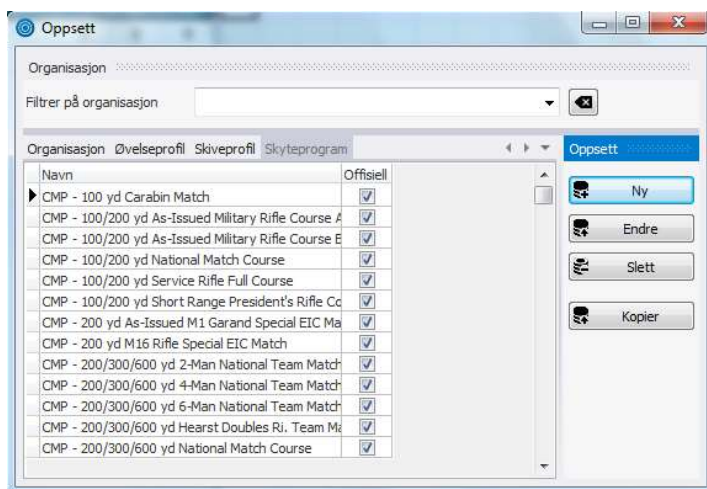 Oppsett
Organisasjon
Filtrer på organisasjon
Organisasjon Øvelseprofil Skiveprofil Skyteprogram
Oppsett
Navn Offisiell
CMP - 100 yd Carabin Match
CMP - 100/200 yd As-Issued Military Rifle Course A
CMP - 100/200 yd As-Issued Military Rifle Course B
CMP - 100/200 yd National Match Course
CMP - 100/200 yd Service Rifle Full Course
CMP - 100/200 yd Short Range President's Rifle Co
CMP - 200 yd As-Issued M1 Garand Special EIC Ma
CMP - 200 yd M16 Rifle Special EIC Match
CMP - 200/300/600 yd 2-Man National Team Match
CMP - 200/300/600 yd 4-Man National Team Match
CMP - 200/300/600 yd 6-Man National Team Match
CMP - 200/300/600 yd Hearst Doubles Ri. Team Ma
CMP - 200/300/600 yd National Match Course
Ny
Endre
Slett
Kopier